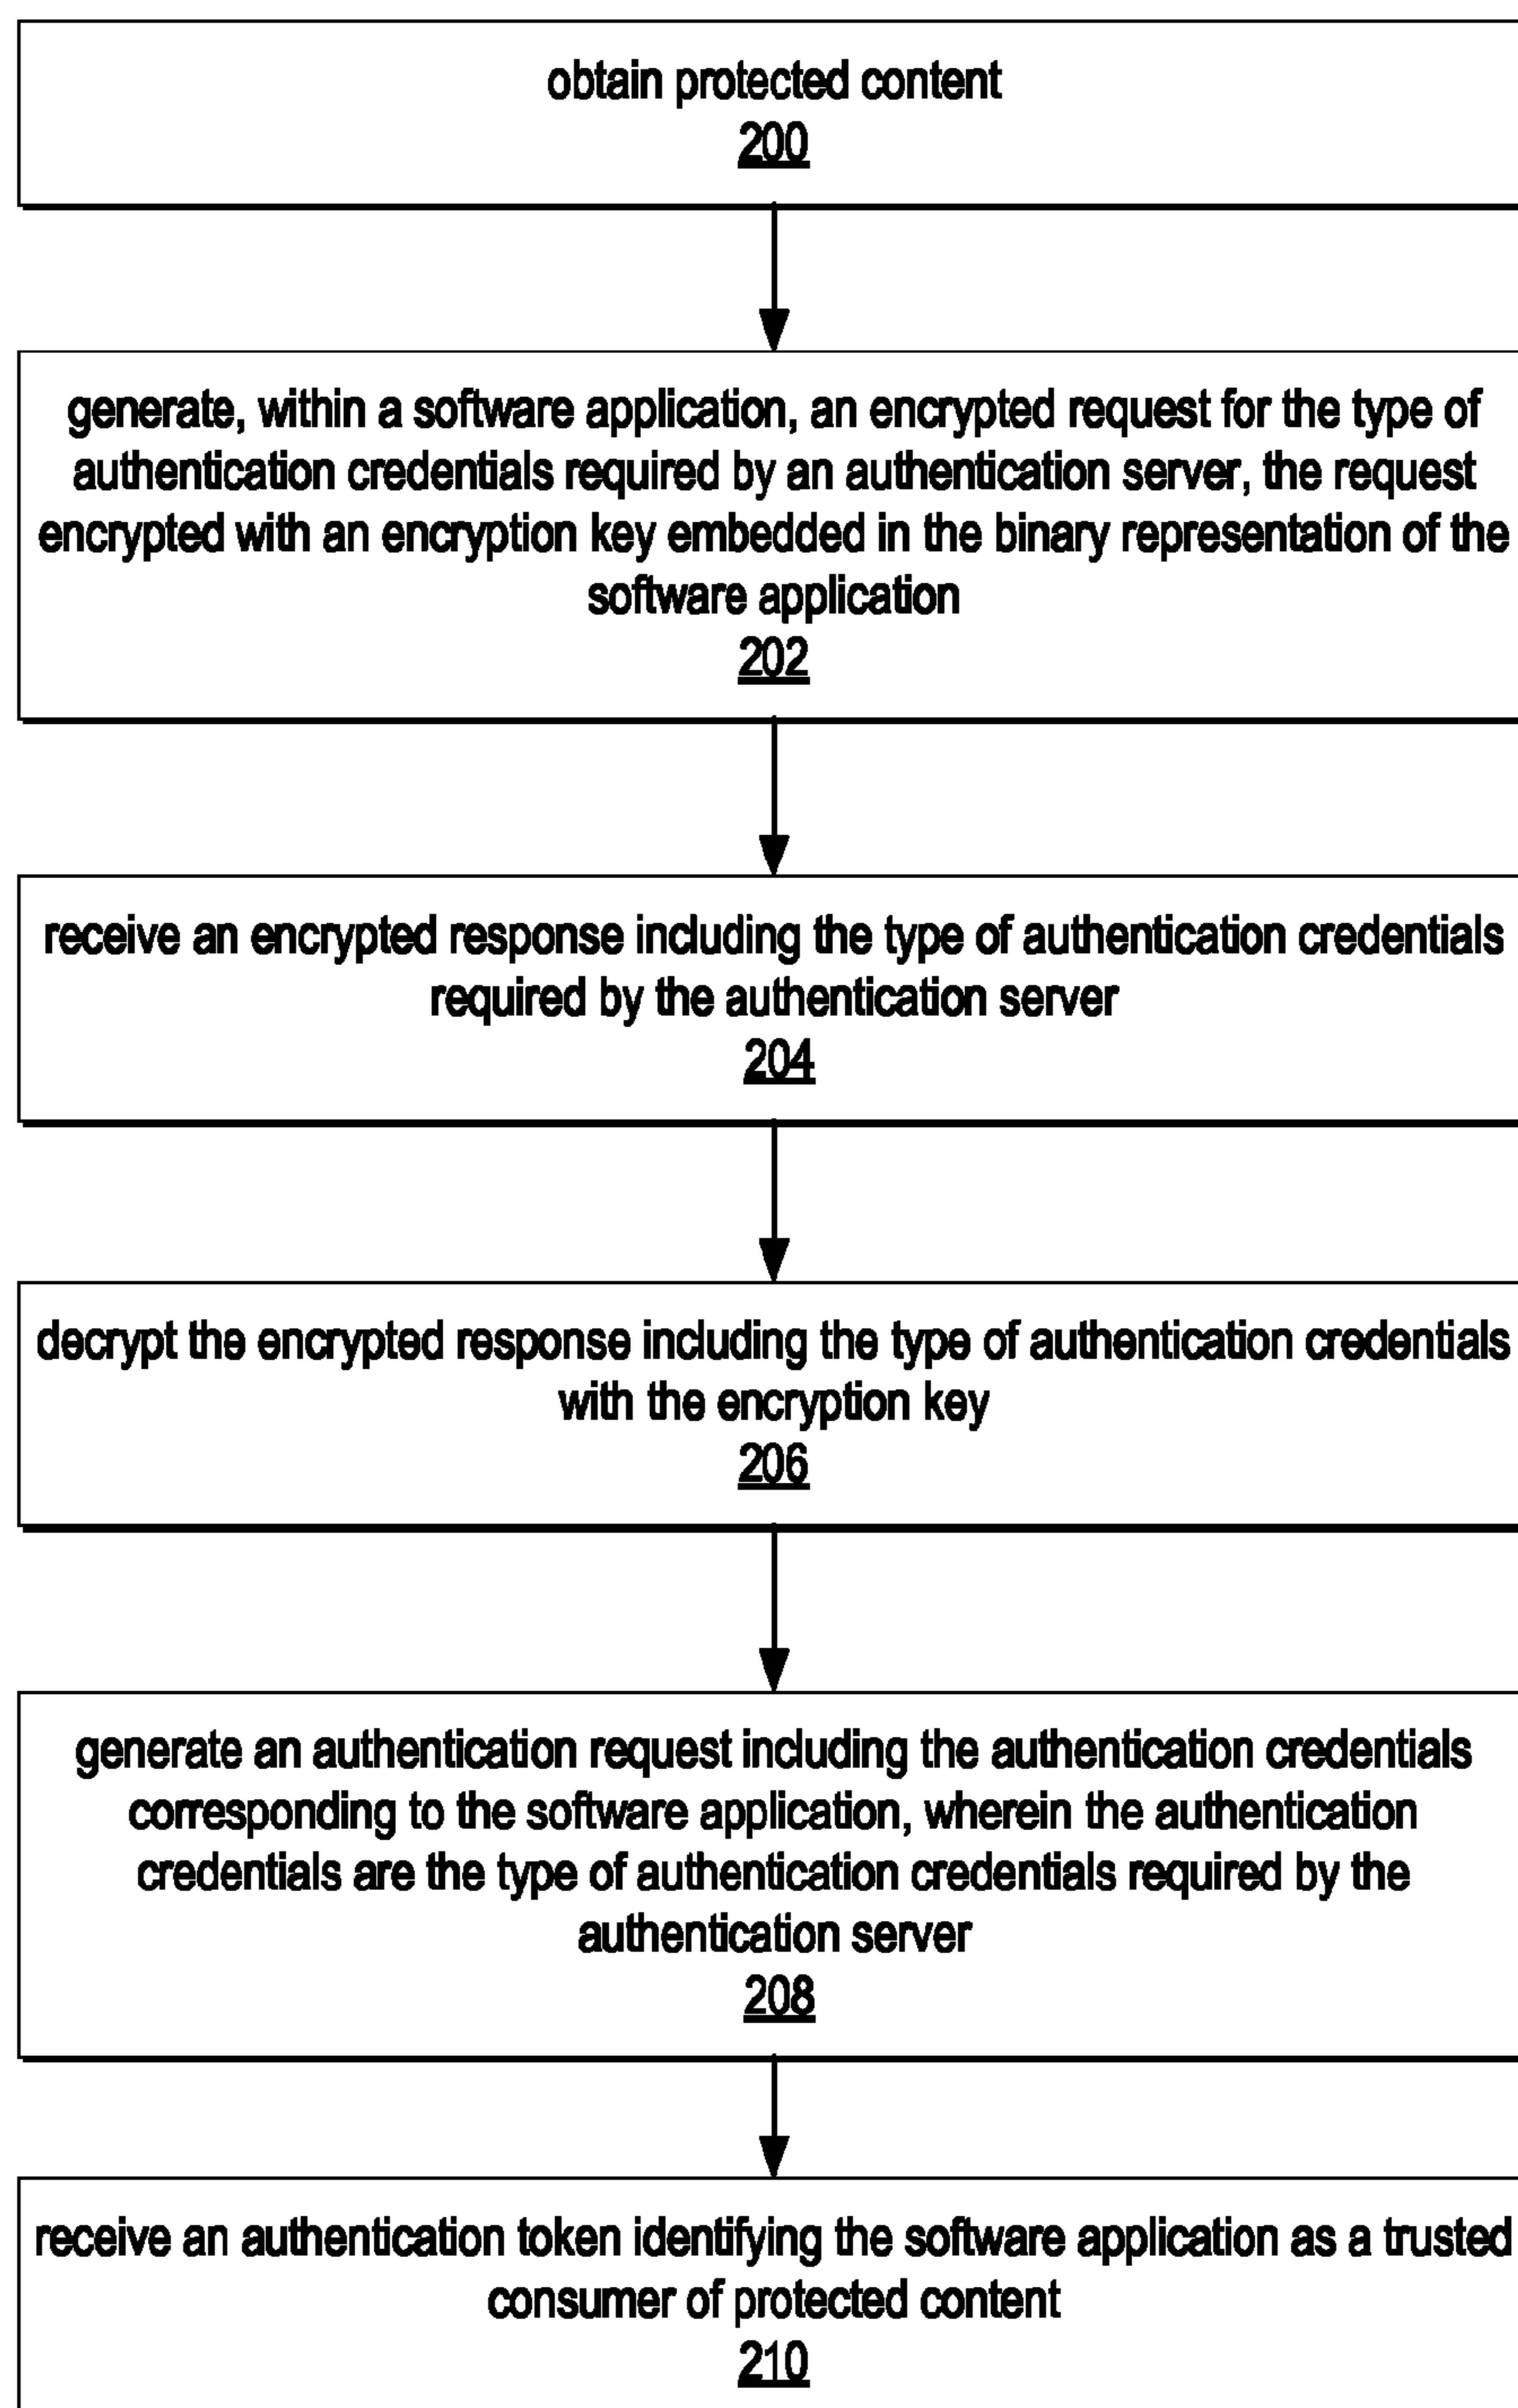 obtain protected content
200
generate, within a software application, an encrypted request for the type of
authentication credentials required by an authentication server, the request
encrypted with an encryption key embedded in the binary representation of the
software application
202
receive an encrypted response including the type of authentication credentials
required by the authentication server
204
decrypt the encrypted response including the type of authentication credentials
with the encryption key
206
generate an authentication request including the authentication credentials
corresponding to the software application, wherein the authentication
credentials are the type of authentication credentials required by the
authentication server
208
receive an authentication token identifying the software application as a trusted
consumer of protected content
210